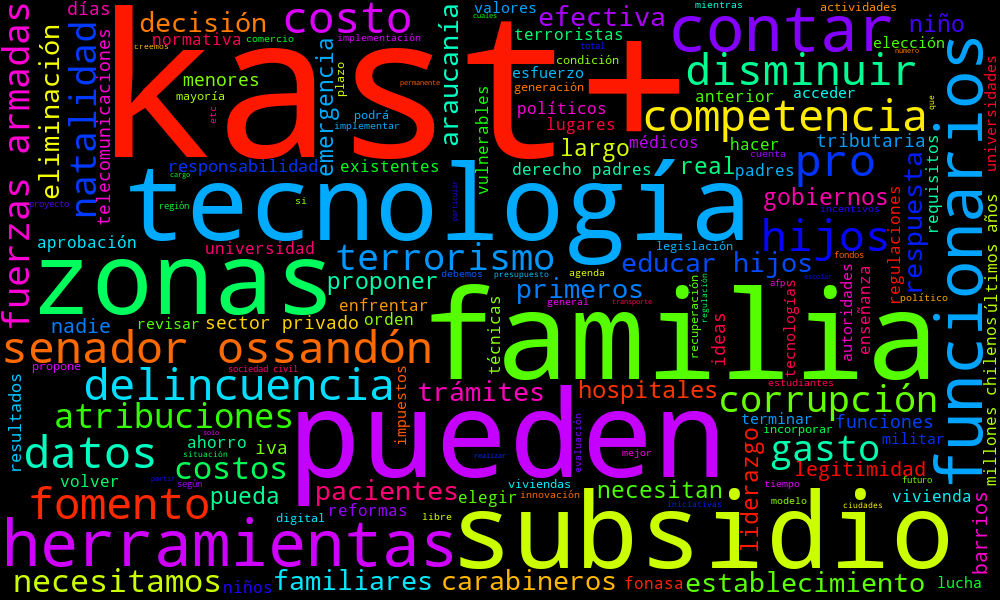 fuerzas armadas
días
eliminación
natalidad
telecomunicaciones
decisión
normativa
comercio
creemos
menores
mayoría
etc
costo
implementación
emergencia
plazo
kast+
permanente
podrá
implementar
araucanía
valores
cuales
mientras
efectiva
terroristas
total
condición
esfuerzo
generación
políticos
lugares
vulnerables
contar
actividades
niño
elección
número
disminuir
anterior
acceder
competencia
que
funcionarios
universidades
responsabilidad
existentes
cargo
región
si
proyecto
largo
médicos
hacer
tributaria
derecho padres
real
padres
cuenta
pro
respuesta
requisitos
tecnología
particular
gobiernos
incentivos
hijos
regulaciones
aprobación
universidad
terrorismo
legislación
fondos
zonas
proponer
debemos
presupuesto
agenda
educar hijos
escolar
primeros
afps
político
enfrentar
general
transporte
nadie
revisar
sector privado
orden
técnicas
familia
recuperación
regulación
ideas
tecnologías
autoridades
enseñanza
últimos años
millones chilenos
senador ossandón
propone
sociedad civil
delincuencia
impuestos
trámites
hospitales
estudiantes
corrupción
resultados
atribuciones
solo
pueden
evaluación
terminar
incorporar
funciones
datos
ahorro
iva
situación
realizar
mejor
liderazgo
gasto
militar
volver
costos
partir
según
legitimidad
futuro
fomento
pueda
pacientes
viviendas
elegir
innovación
necesitan
tiempo
modelo
vivienda
reformas
iniciativas
ciudades
digital
libre
herramientas
subsidio
barrios
necesitamos
niños
familiares
carabineros
fonasa
establecimiento
lucha